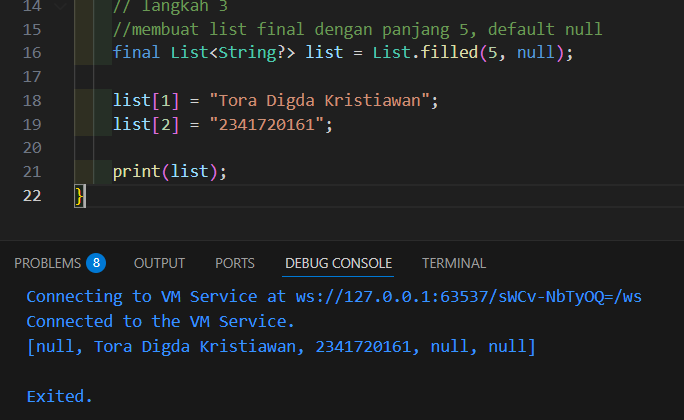 14 // langkah 3
15 //membuat list final dengan panjang 5, default null
16 final List<String?> list = List.filled(5, null);
17
18 list[1] = "Tora Digda Kristiawan";
19 list[2] = "2341720161";
20
21 print(list);
22 }
PROBLEMS 8 OUTPUT PORTS DEBUG CONSOLE TERMINAL
Connecting to VM Service at ws://127.0.0.1:63537/sWCv-NbTyOQ=/ws
Connected to the VM Service.
[null, Tora Digda Kristiawan, 2341720161, null, null]
Exited.